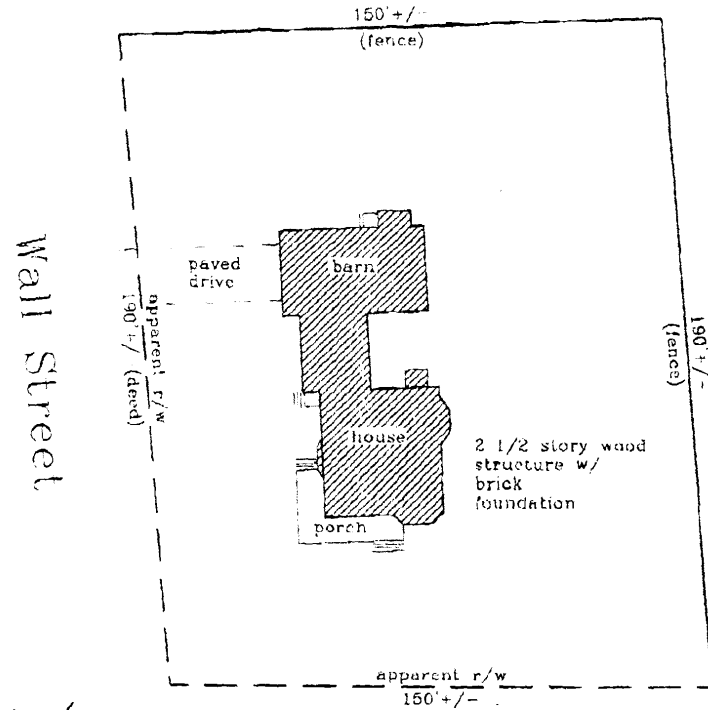 150'+/-
(fence)
Wall Street
paved
drive
barn
apparent r/w
190'+/- (deed)
190'+/-
(fence)
house
2 1/2 story wood
structure w/
brick
foundation
porch
apparent r/w
150'+/-